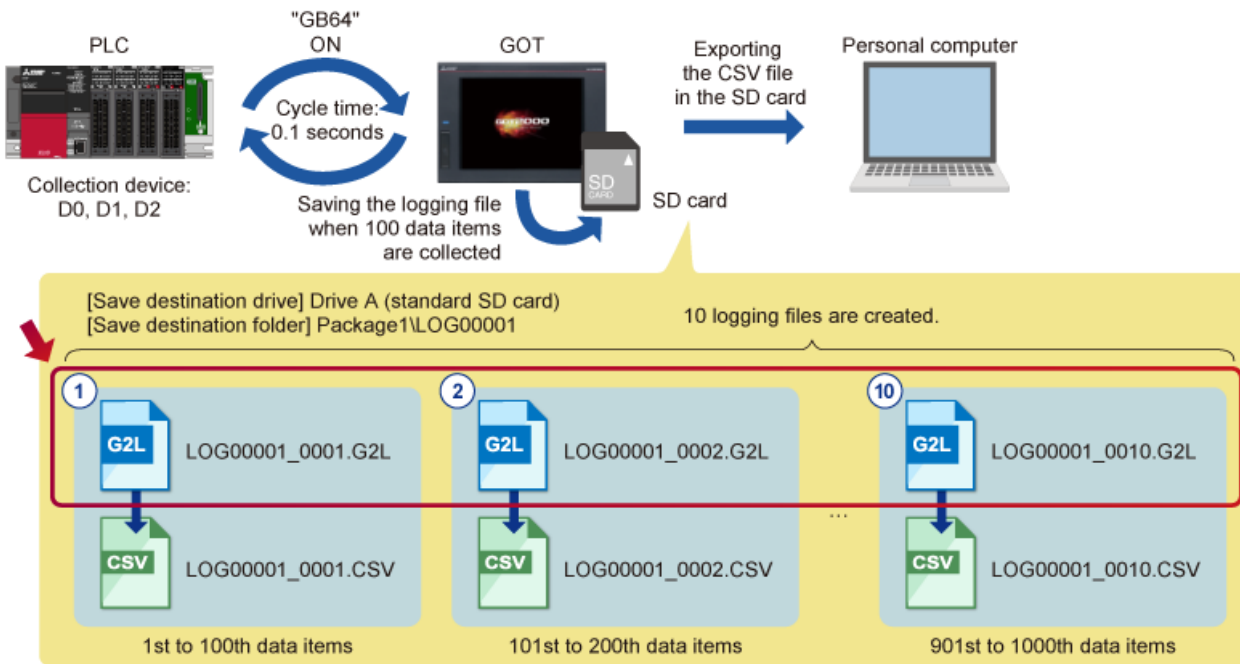 "GB64"
ON
PLC
GOT
Personal computer
Exporting
the CSV file
in the SD card
Cycle time:
0.1 seconds
GOT2000
SD
CARD
Collection device:
D0, D1, D2
Saving the logging file
when 100 data items
are collected
SD card
[Save destination drive] Drive A (standard SD card)
[Save destination folder] Package1\LOG00001
10 logging files are created.
1
2
10
G2L
LOG00001_0001.G2L
G2L
LOG00001_0002.G2L
G2L
LOG00001_0010.G2L
...
CSV
LOG00001_0001.CSV
CSV
LOG00001_0002.CSV
CSV
LOG00001_0010.CSV
1st to 100th data items
101st to 200th data items
901st to 1000th data items